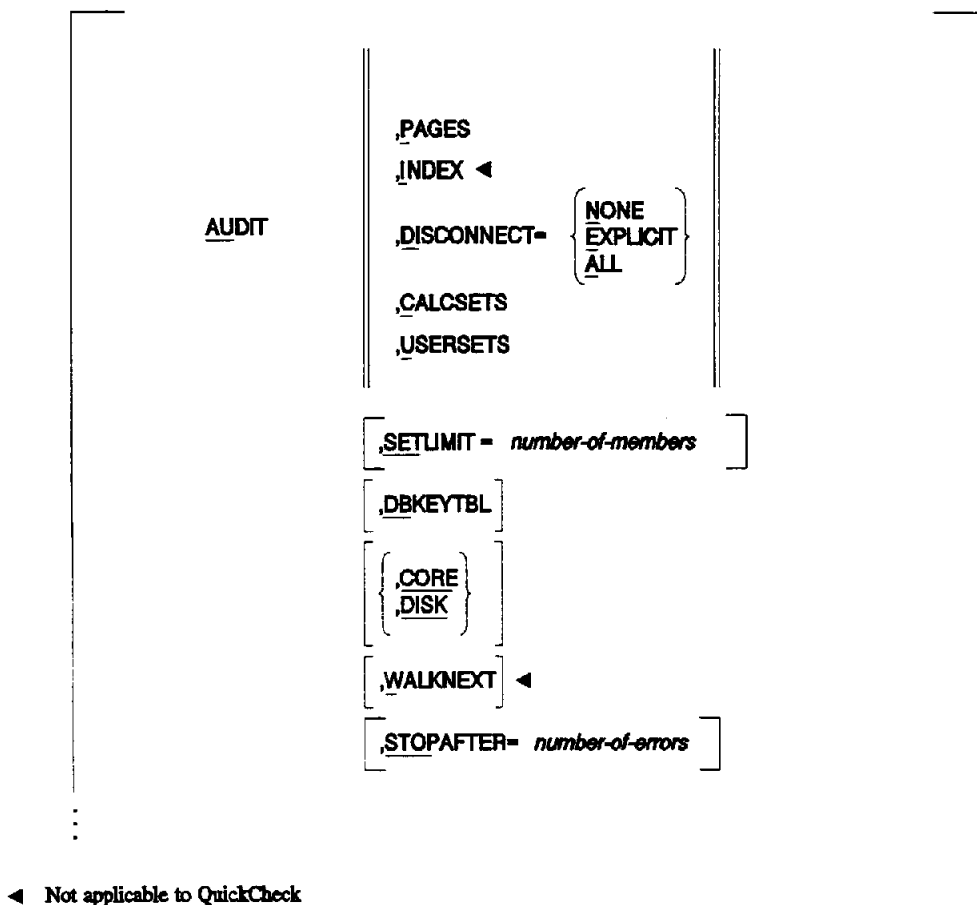 ,PAGES
,INDEX ◄
AUDIT ,DISCONNECT= NONE
EXPLICIT
ALL
,CALCSETS
,USERSETS
,SETLIMIT = number-of-members
,DBKEYTBL
,CORE
,DISK
,WALKNEXT ◄
,STOPAFTER= number-of-errors
◄ Not applicable to QuickCheck